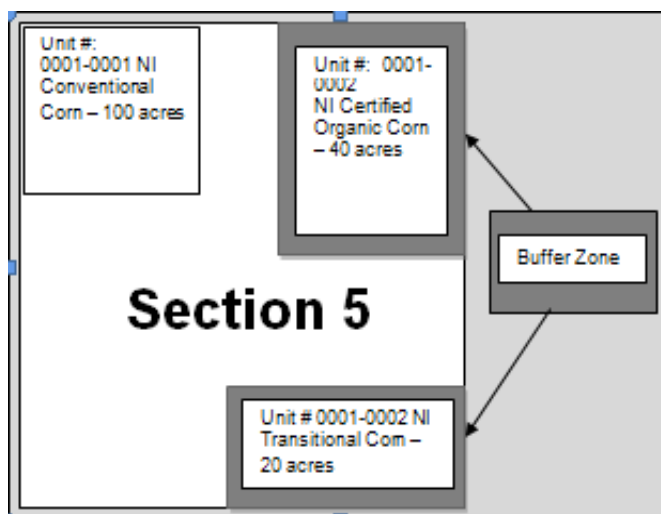 Unit #:
0001-0001 NI
Conventional
Corn – 100 acres
Unit #: 0001-
0002
NI Certified
Organic Corn
– 40 acres
Buffer Zone
Section 5
Unit # 0001-0002 NI
Transitional Corn –
20 acres